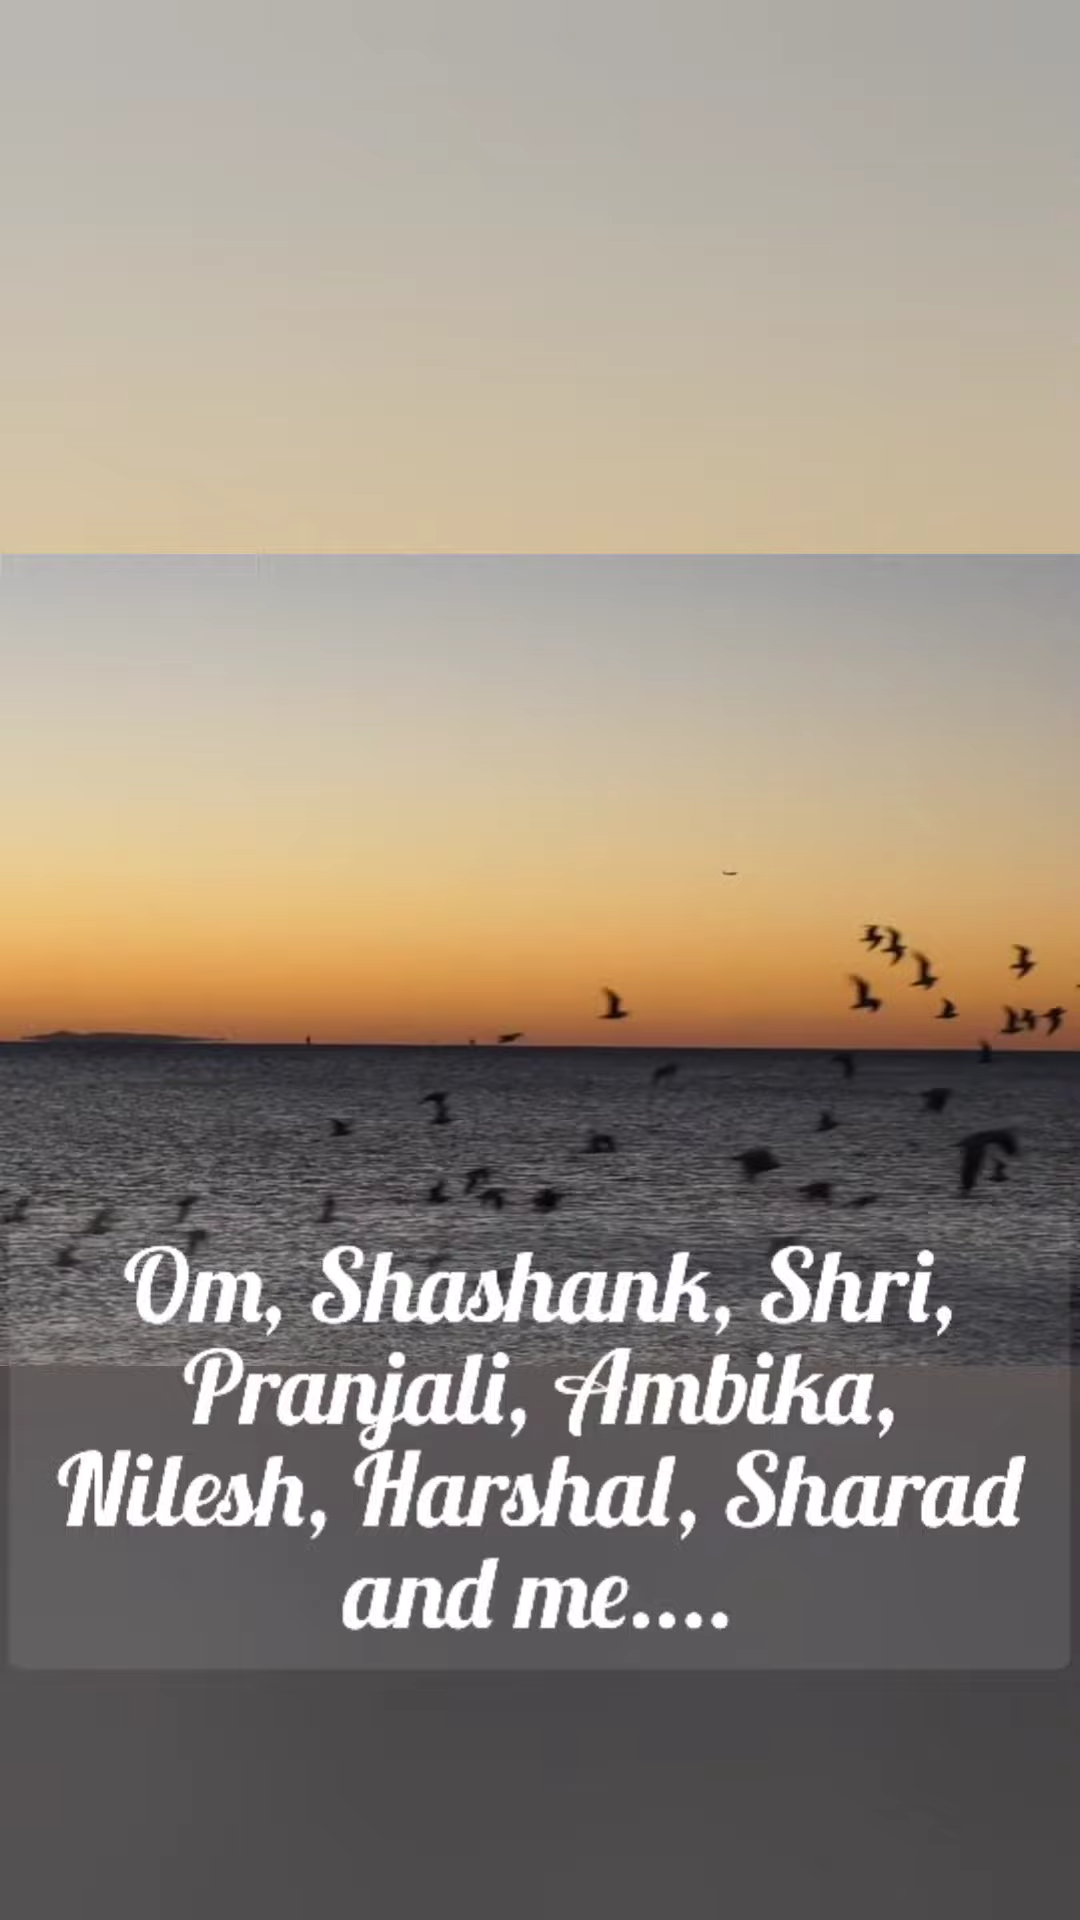 Om, Shashank, Shri,
Pranjali, Ambika,
Nilesh, Harshal, Sharad
and me....